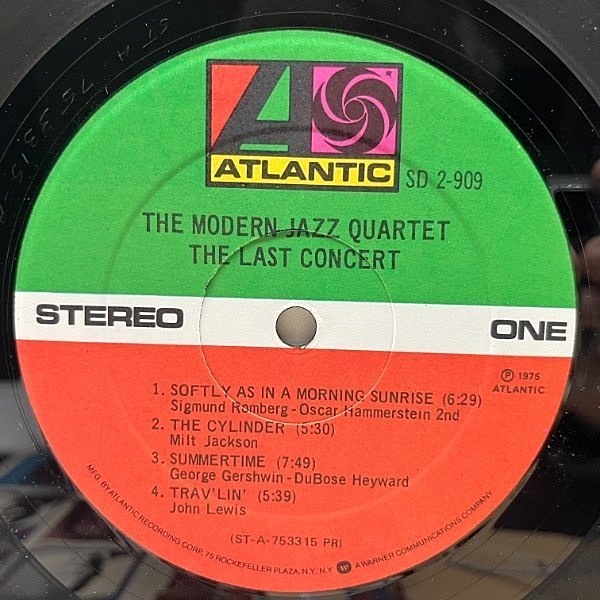 ATLANTIC
SD 2-909
THE MODERN JAZZ QUARTET
THE LAST CONCERT
STEREO
ONE
℗ 1975
ATLANTIC
1. SOFTLY AS IN A MORNING SUNRISE (6:29)
Sigmund Romberg - Oscar Hammerstein 2nd
2. THE CYLINDER (5:30)
Milt Jackson
3. SUMMERTIME (7:49)
George Gershwin - DuBose Heyward
4. TRAV'LIN' (5:39)
John Lewis
(ST-A-753315 PR)
MFG. BY ATLANTIC RECORDING CORP., 75 ROCKEFELLER PLAZA, N.Y. N.Y. A WARNER COMMUNICATIONS COMPANY